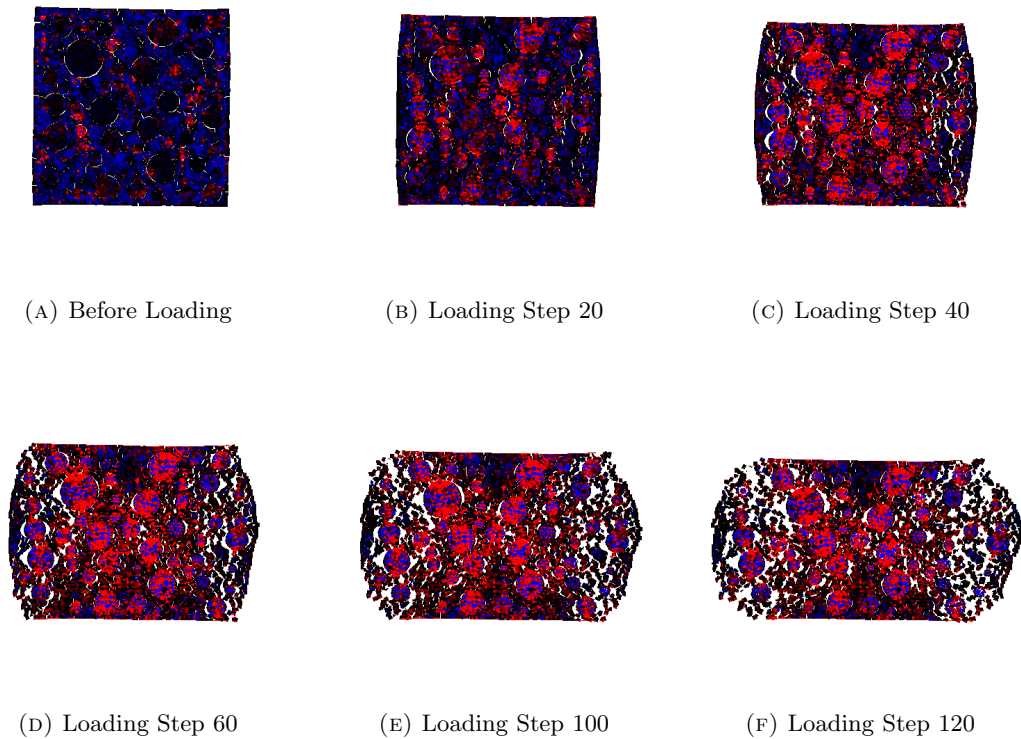 (A) Before Loading
(B) Loading Step 20
(C) Loading Step 40
(D) Loading Step 60
(E) Loading Step 100
(F) Loading Step 120